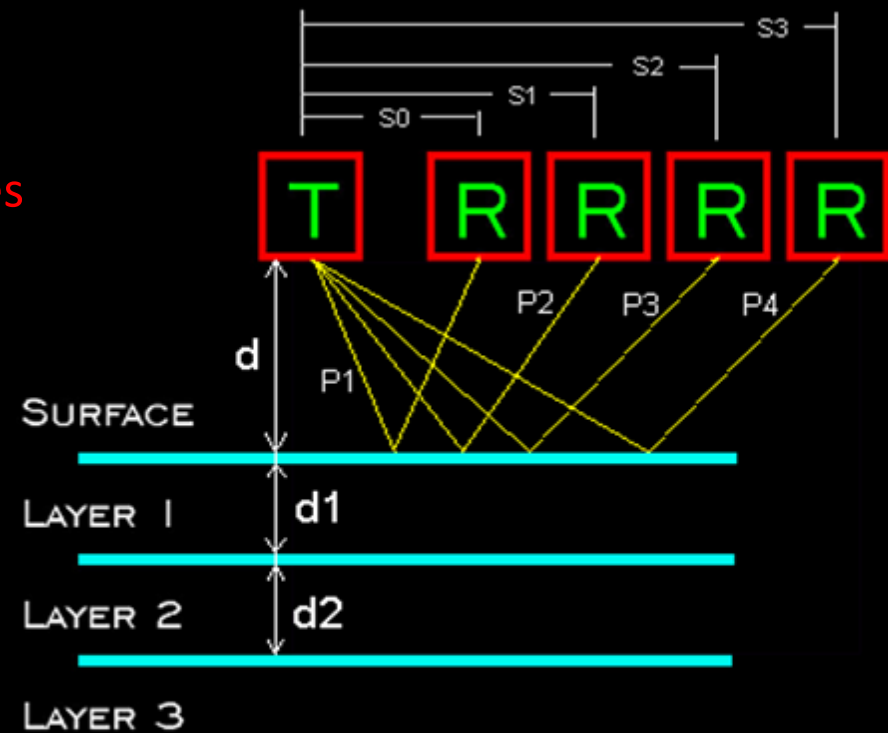 S3
S2
S1
S0
T R R R R
P2 P3 P4
d
P1
SURFACE
LAYER 1 d1
LAYER 2 d2
LAYER 3